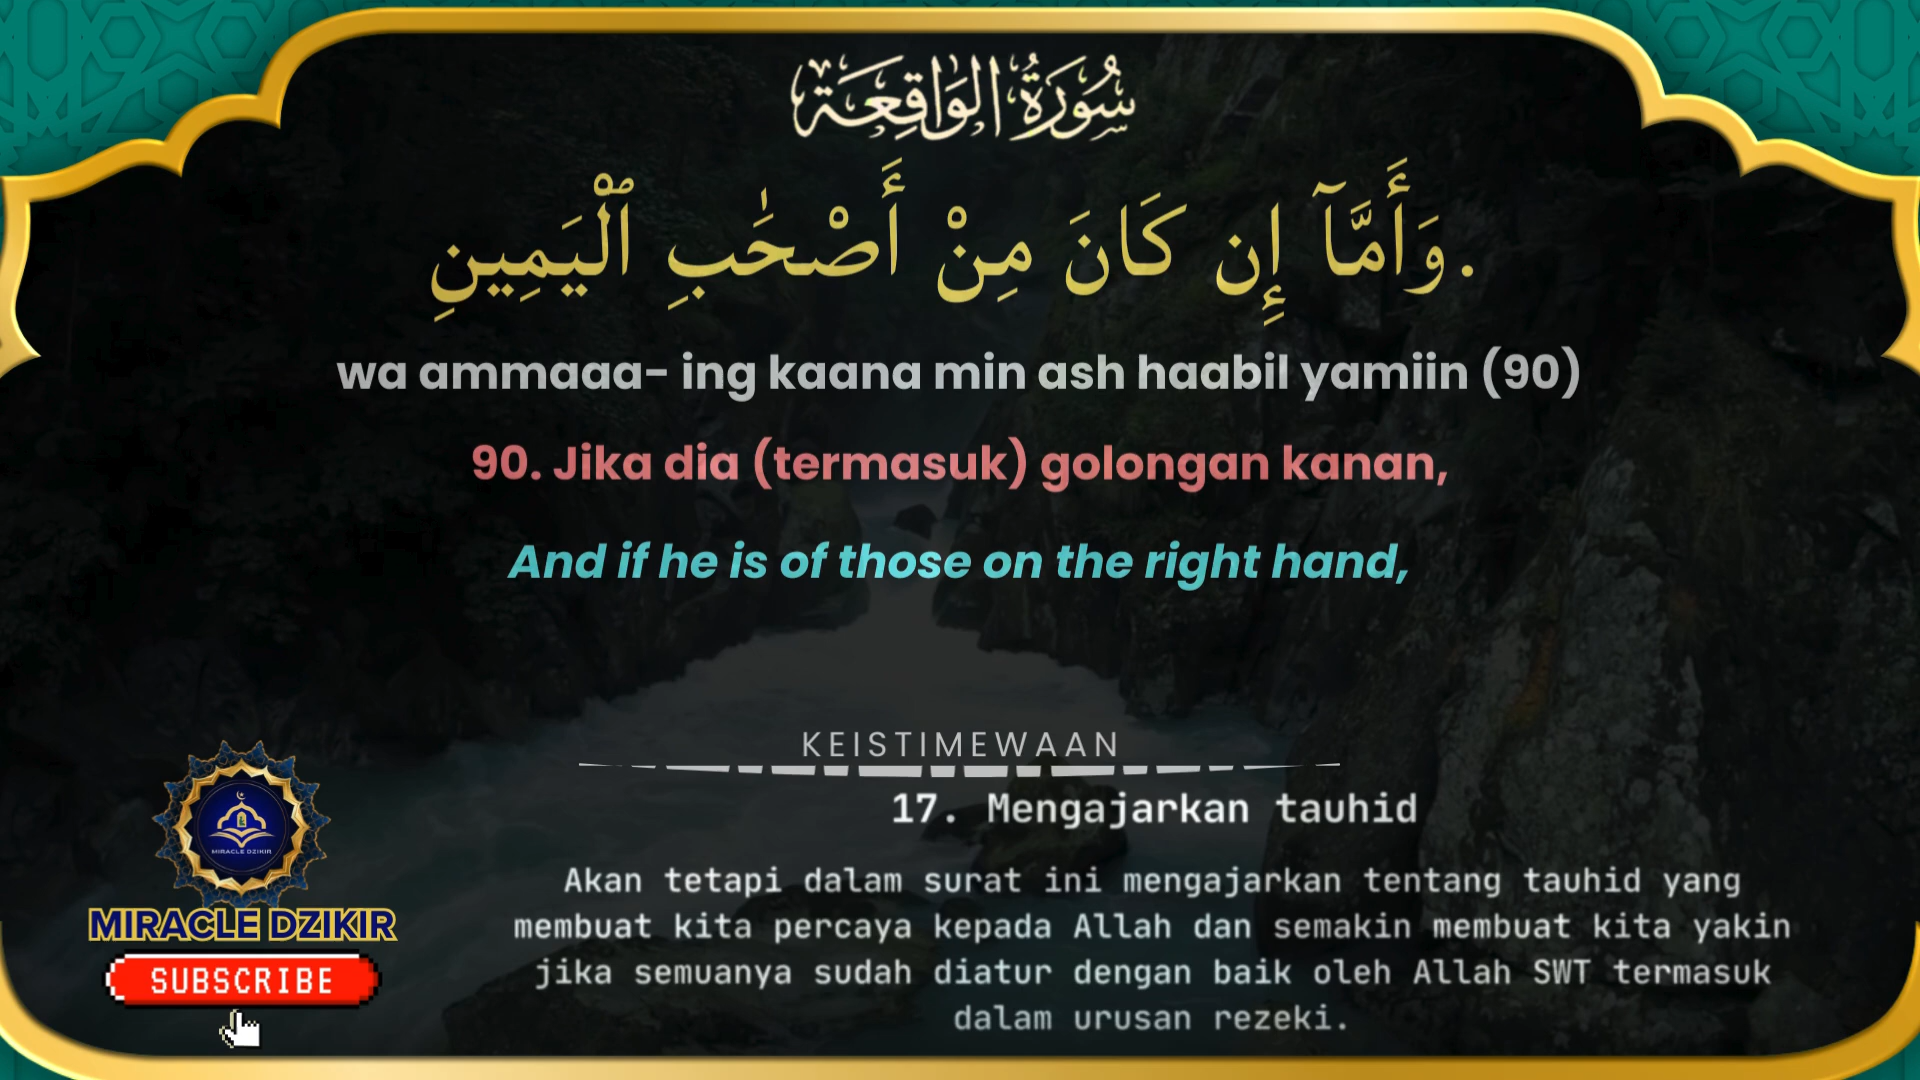 سُورَةُ الوَاقِعَة
وَأَمَّآ إِن كَانَ مِنْ أَصْحَٰبِ ٱلْيَمِينِ.
wa ammaaa- ing kaana min ash haabil yamiin (90)
90. Jika dia (termasuk) golongan kanan,
And if he is of those on the right hand,
KEISTIMEWAAN
17. Mengajarkan tauhid
Akan tetapi dalam surat ini mengajarkan tentang tauhid yang
membuat kita percaya kepada Allah dan semakin membuat kita yakin
jika semuanya sudah diatur dengan baik oleh Allah SWT termasuk
dalam urusan rezeki.
MIRACLE DZIKIR
MIRACLE DZIKIR
SUBSCRIBE